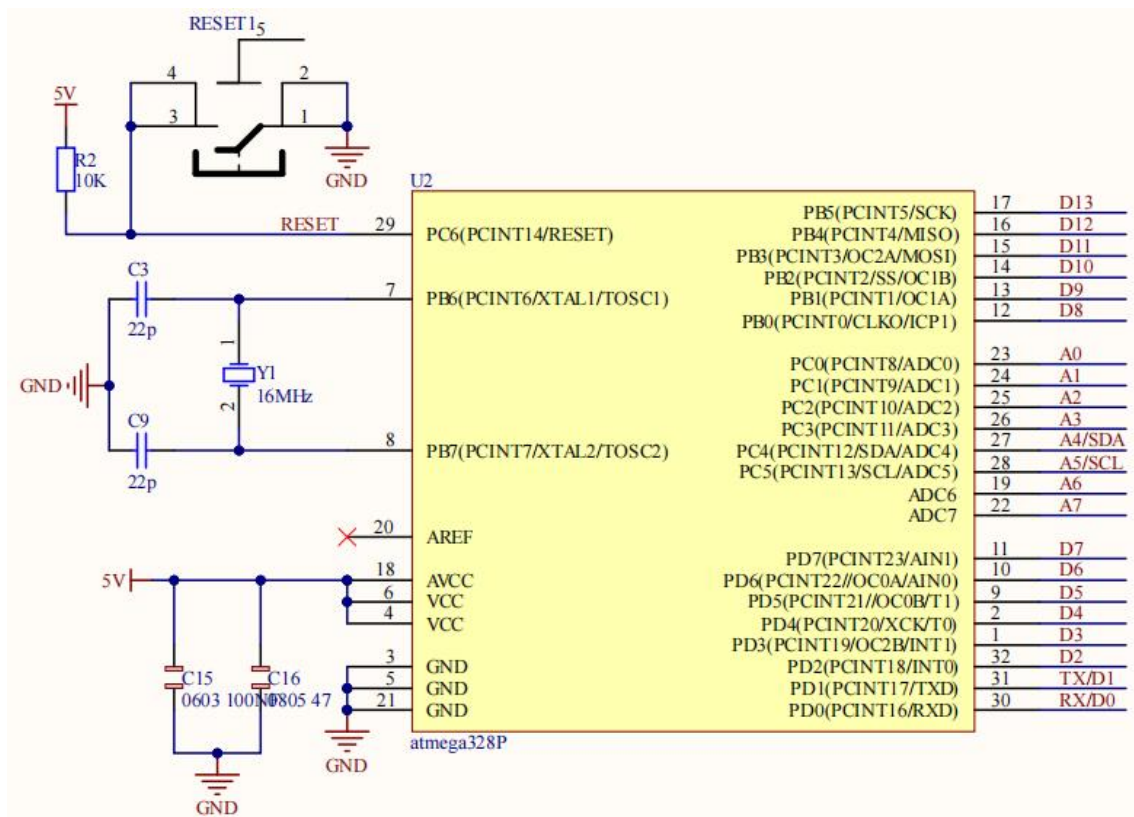 RESET1
5
4
2
3
1
5V
R2
10K
GND
U2
RESET
29
PC6(PCINT14/RESET)
C3
22p
7
PB6(PCINT6/XTAL1/TOSC1)
1
Y1
16MHz
2
GND
C9
22p
8
PB7(PCINT7/XTAL2/TOSC2)
20
AREF
5V
18
AVCC
6
VCC
4
VCC
3
GND
5
GND
21
GND
C15
0603 100NF
C16
0805 47
GND
GND
atmega328P
PB5(PCINT5/SCK) 17 D13
PB4(PCINT4/MISO) 16 D12
PB3(PCINT3/OC2A/MOSI) 15 D11
PB2(PCINT2/SS/OC1B) 14 D10
PB1(PCINT1/OC1A) 13 D9
PB0(PCINT0/CLKO/ICP1) 12 D8
PC0(PCINT8/ADC0) 23 A0
PC1(PCINT9/ADC1) 24 A1
PC2(PCINT10/ADC2) 25 A2
PC3(PCINT11/ADC3) 26 A3
PC4(PCINT12/SDA/ADC4) 27 A4/SDA
PC5(PCINT13/SCL/ADC5) 28 A5/SCL
ADC6 19 A6
ADC7 22 A7
PD7(PCINT23/AIN1) 11 D7
PD6(PCINT22//OC0A/AIN0) 10 D6
PD5(PCINT21//OC0B/T1) 9 D5
PD4(PCINT20/XCK/T0) 2 D4
PD3(PCINT19/OC2B/INT1) 1 D3
PD2(PCINT18/INT0) 32 D2
PD1(PCINT17/TXD) 31 TX/D1
PD0(PCINT16/RXD) 30 RX/D0